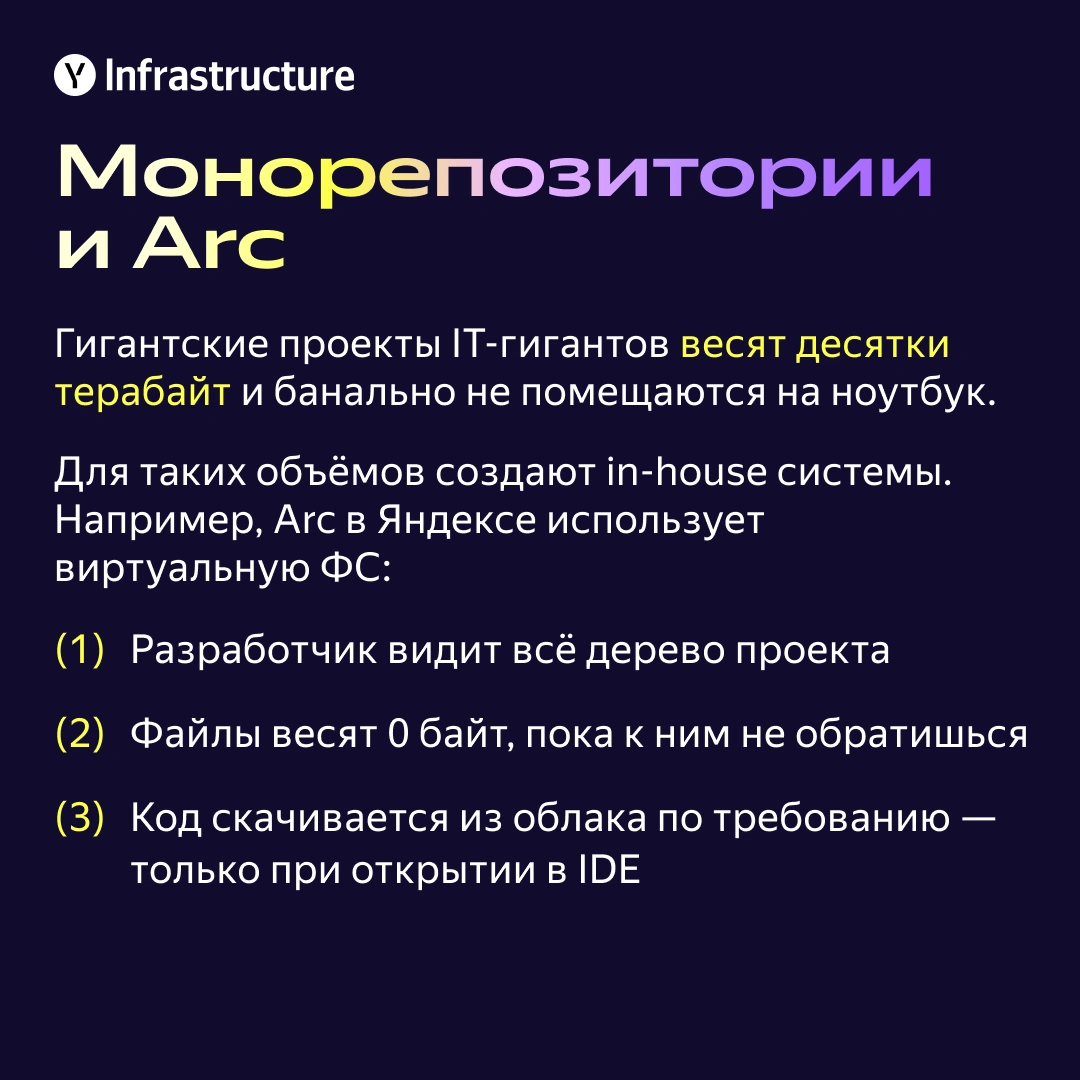 Y Infrastructure
Монорепозитории
и Arc
Гигантские проекты IT-гигантов весят десятки
терабайт и банально не помещаются на ноутбук.
Для таких объёмов создают in-house системы.
Например, Arc в Яндексе использует
виртуальную ФС:
(1) Разработчик видит всё дерево проекта
(2) Файлы весят 0 байт, пока к ним не обратишься
(3) Код скачивается из облака по требованию —
только при открытии в IDE